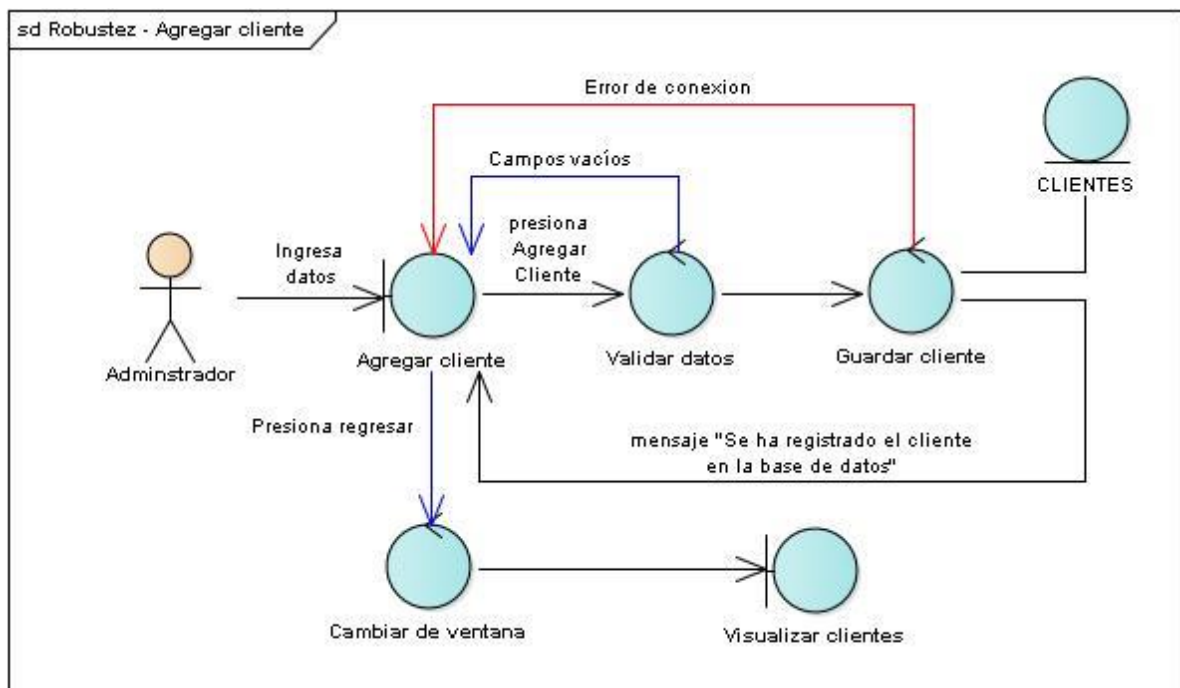 sd Robustez - Agregar cliente
Error de conexion
CLIENTES
Campos vacíos
presiona
Agregar
Cliente
Ingresa
datos
Adminstrador
Agregar cliente
Validar datos
Guardar cliente
Presiona regresar
mensaje "Se ha registrado el cliente
en la base de datos"
Cambiar de ventana
Visualizar clientes